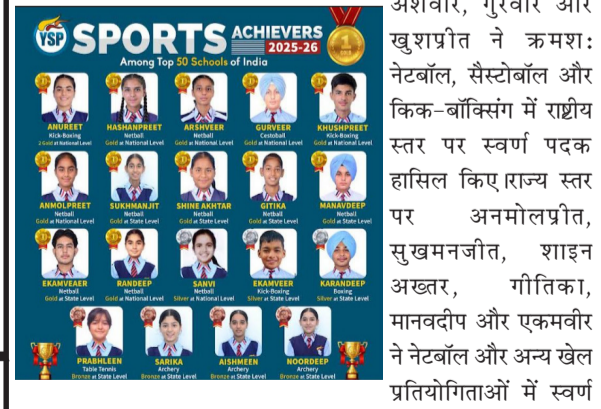 YSP SPORTS ACHIEVERS
2025-26
Among Top 50 Schools of India
ANUREET
Kick-Boxing
2 Gold at National Level
HASHANPREET
Netball
Gold at National Level
ARSHVEER
Netball
Gold at National Level
GURVEER
Cestoball
Gold at National Level
KHUSHPREET
Kick-Boxing
Gold at National Level
ANMOLPREET
Netball
Gold at National Level
SUKHMANJIT
Netball
Gold at State Level
SHINE AKHTAR
Netball
Gold at State Level
GITIKA
Netball
Gold at State Level
MANAVDEEP
Netball
Gold at State Level
EKAMVEAER
Netball
Gold at State Level
RANDEEP
Netball
Gold at National Level
SANVI
Netball
Silver at National Level
EKAMVEER
Kick-Boxing
Silver at State Level
KARANDEEP
Boxing
Silver at State Level
PRABHLEEN
Table Tennis
Bronze at State Level
SARIKA
Archery
Bronze at State Level
AISHMEEN
Archery
Bronze at State Level
NOORDEEP
Archery
Bronze at State Level
अशवीर, गुरवीर और
खुशप्रीत ने क्रमश:
नेटबॉल, सैस्टोबॉल और
किक-बॉक्सिंग में राष्ट्रीय
स्तर पर स्वर्ण पदक
हासिल किए।राज्य स्तर
पर अनमोलप्रीत,
सुखमनजीत, शाइन
अख्तर, गीतिका,
मानवदीप और एकमवीर
ने नेटबॉल और अन्य खेल
प्रतियोगिताओं में स्वर्ण